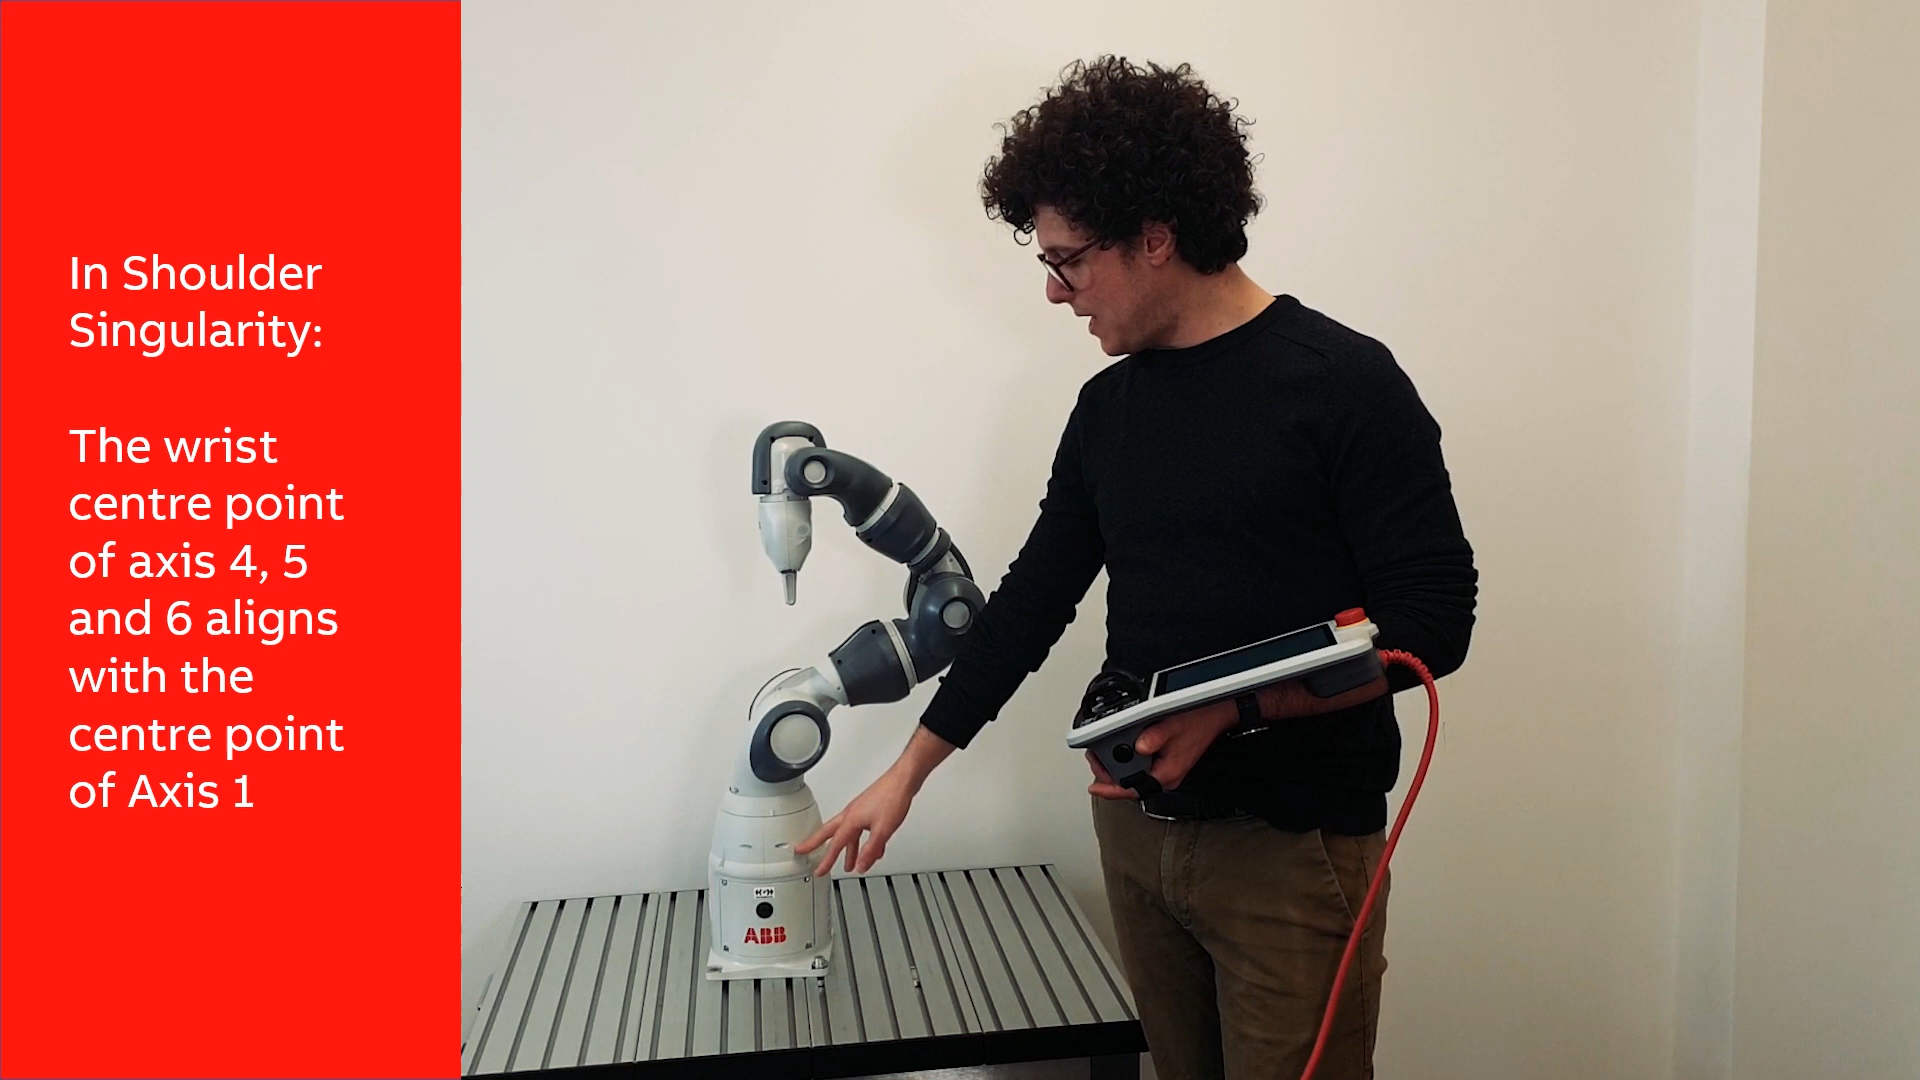 In Shoulder
Singularity:
The wrist
centre point
of axis 4, 5
and 6 aligns
with the
centre point
of Axis 1
ABB